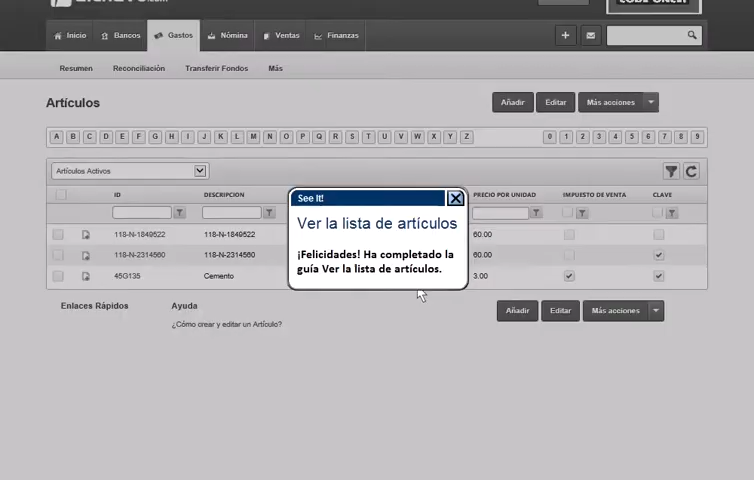 Inicio Bancos Gastos Nómina Ventas Finanzas
Resumen Reconciliación Transferir Fondos Más
Artículos
Añadir Editar Más acciones
A B C D E F G H I J K L M N O P Q R S T U V W X Y Z 0 1 2 3 4 5 6 7 8 9
Artículos Activos
ID DESCRIPCION PRECIO POR UNIDAD IMPUESTO DE VENTA CLAVE
118-N-1849522 118-N-1849522 60.00
118-N-2314560 118-N-2314560 60.00
45G135 Cemento 3.00
See It!
Ver la lista de artículos
¡Felicidades! Ha completado la
guía Ver la lista de artículos.
Enlaces Rápidos Ayuda
¿Cómo crear y editar un Artículo?
Añadir Editar Más acciones